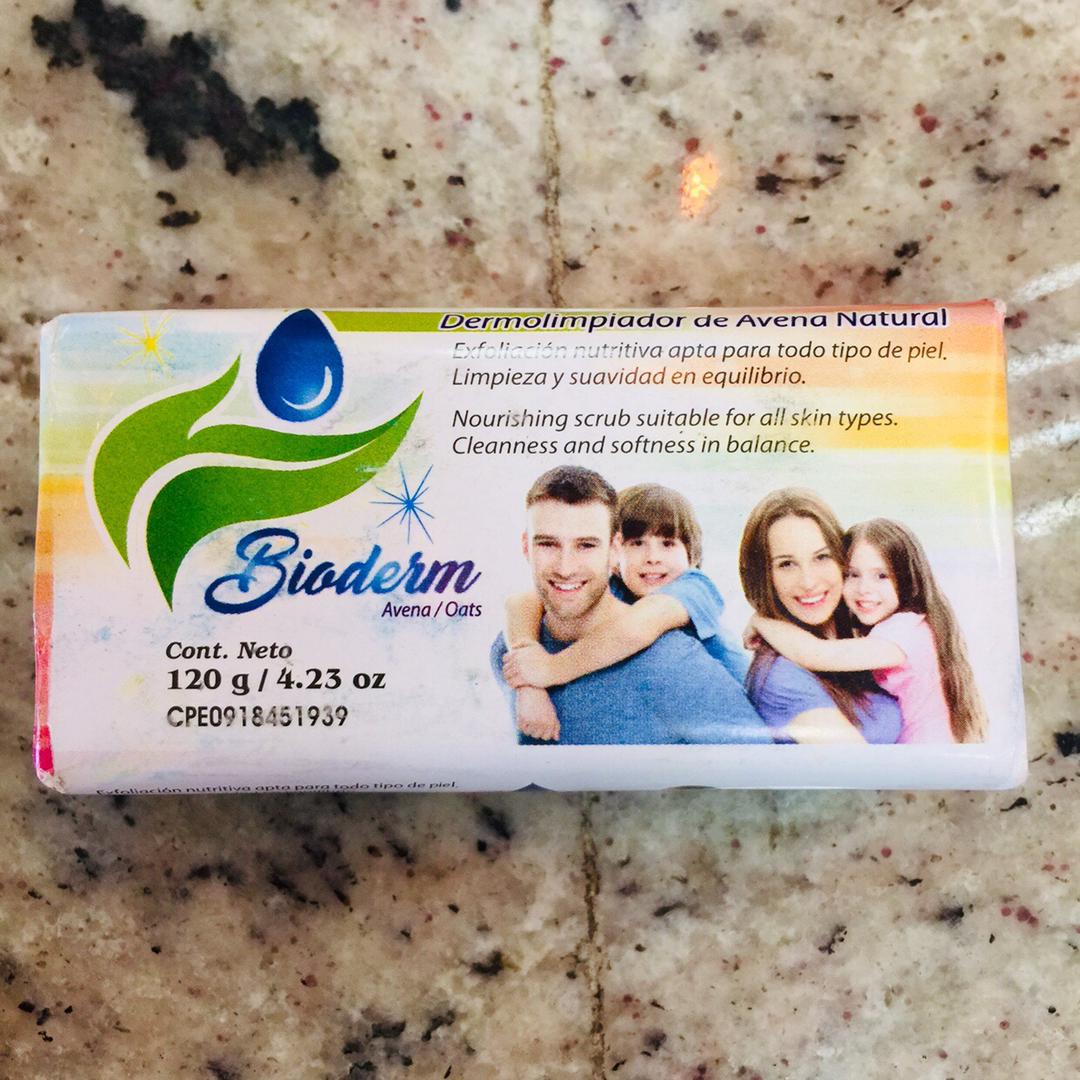 Dermolimpiador de Avena Natural
Exfoliación nutritiva apta para todo tipo de piel.
Limpieza y suavidad en equilibrio.
Nourishing scrub suitable for all skin types.
Cleanness and softness in balance.
Bioderm
Avena / Oats
Cont. Neto
120 g / 4.23 oz
CPE0918451939
Exfoliación nutritiva apta para todo tipo de piel.